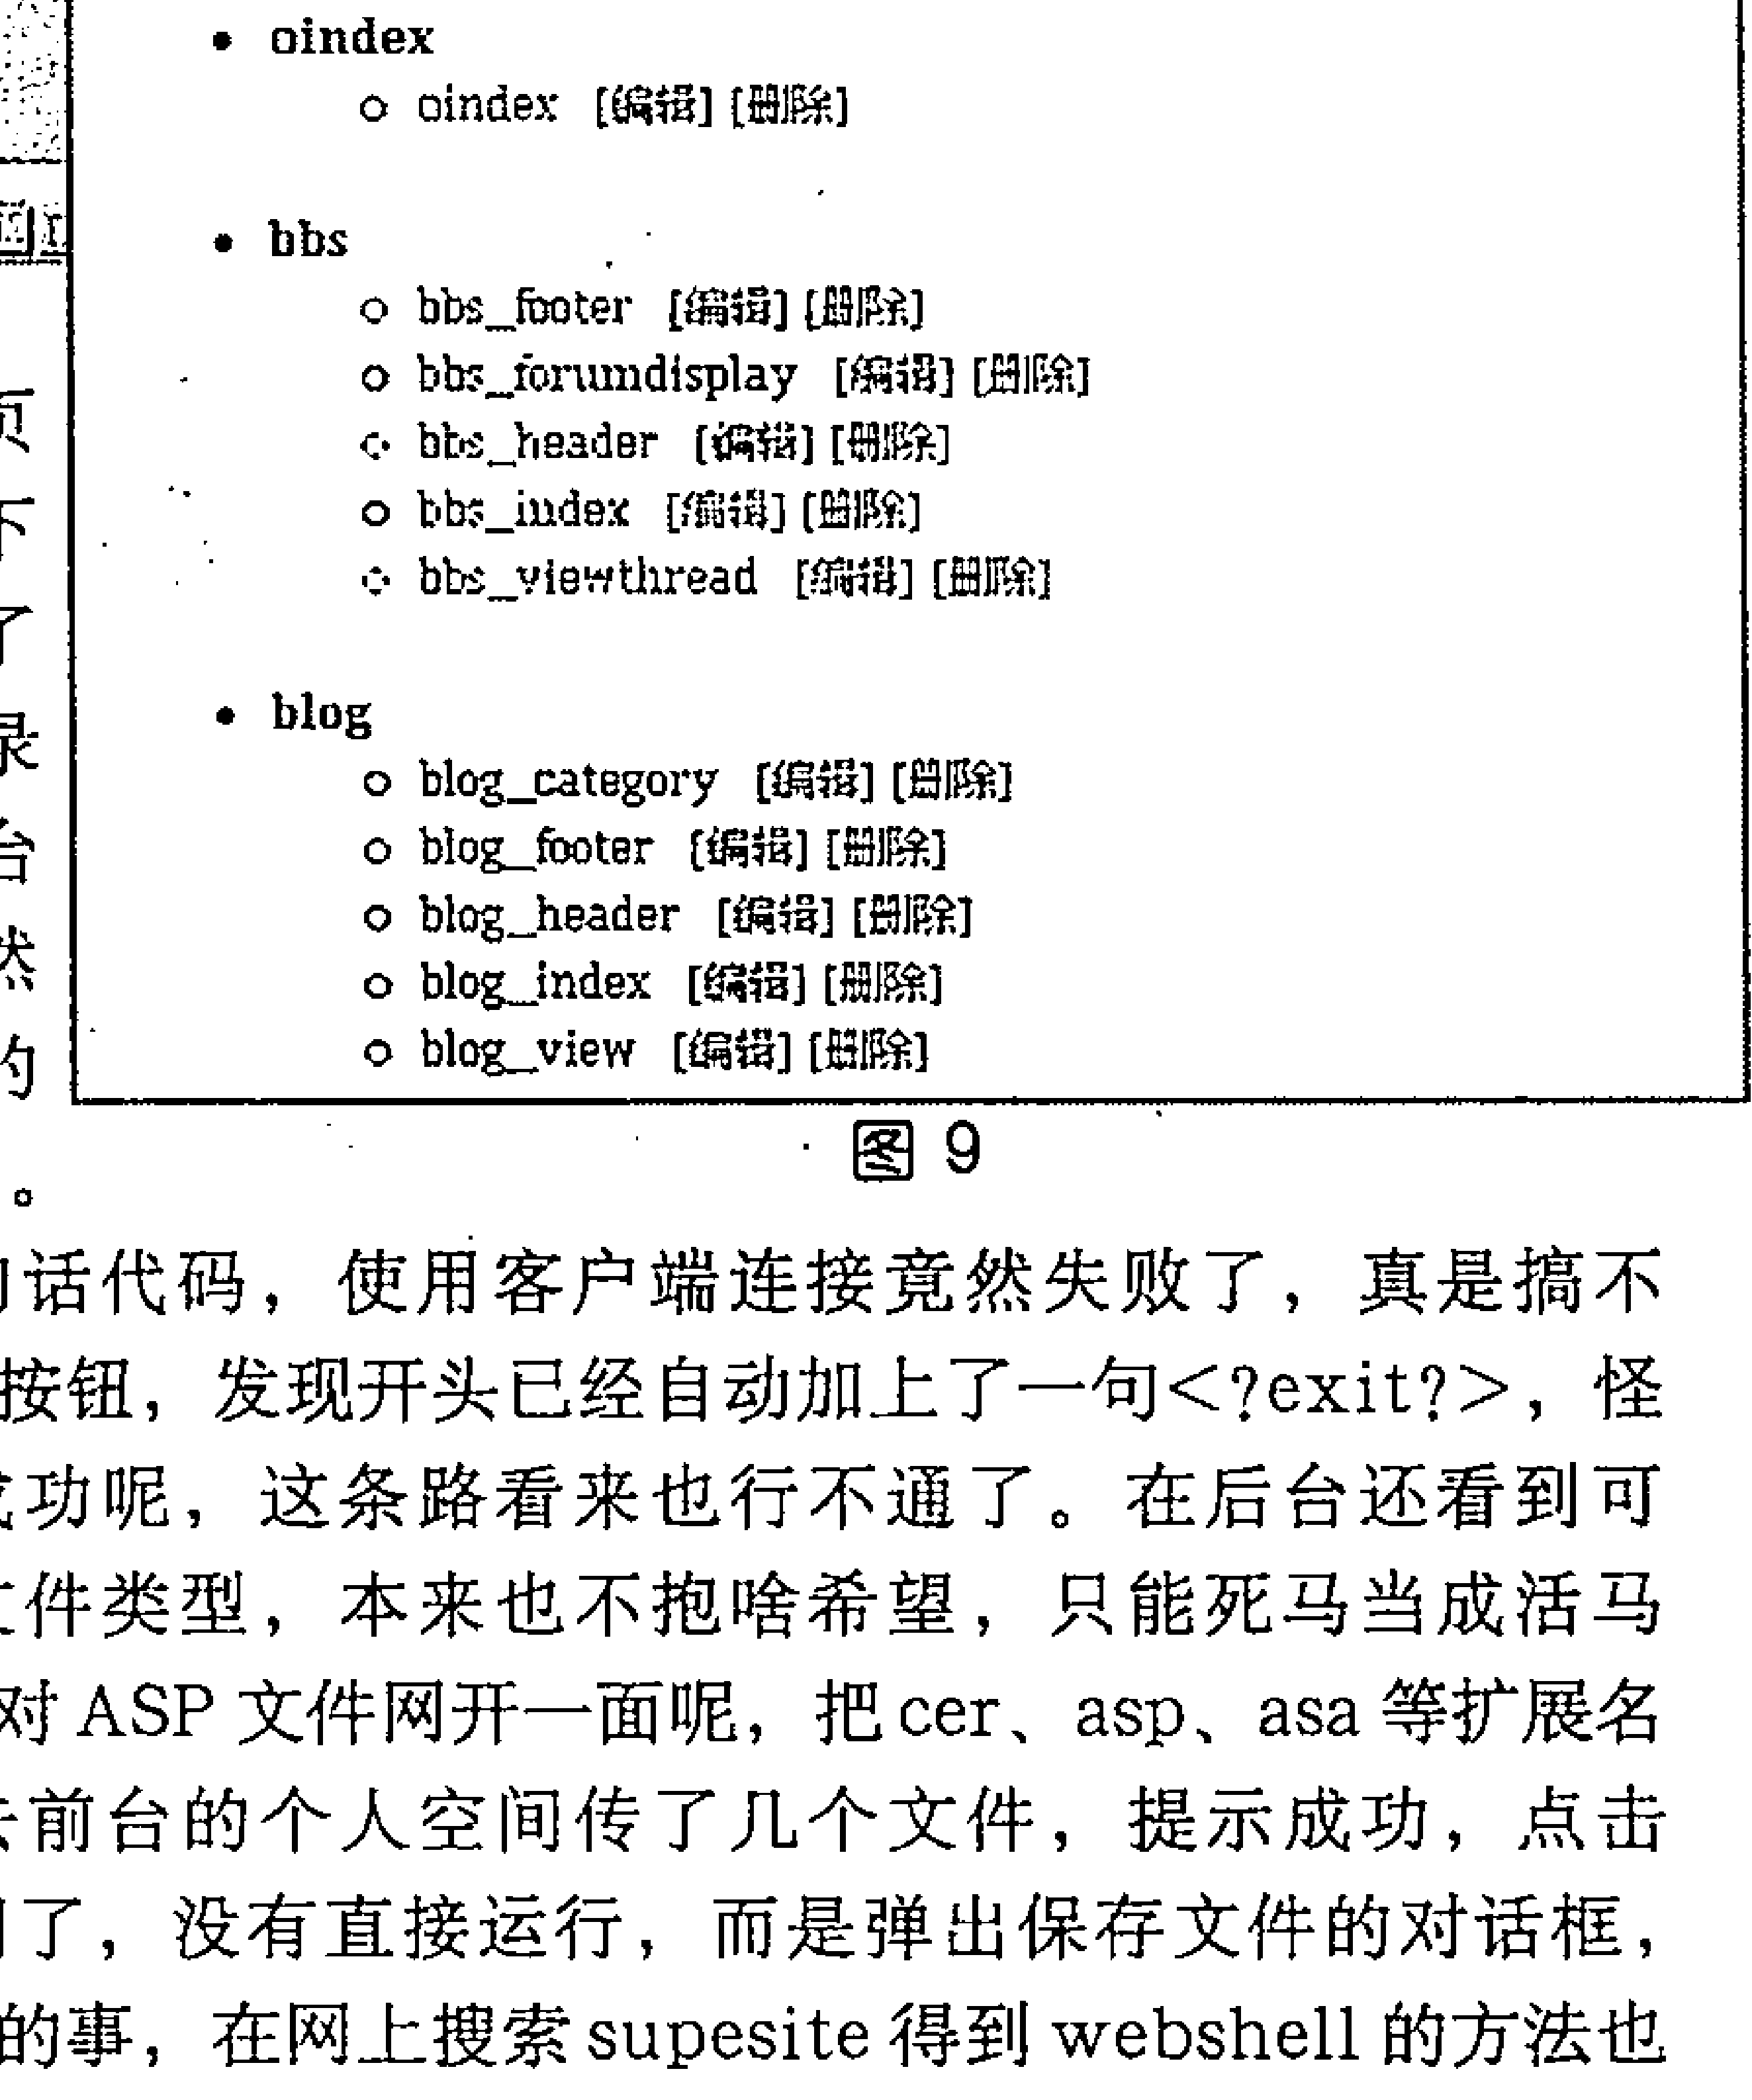 • oindex
○ oindex [编辑] [删除]
• bbs
○ bbs_footer [编辑] [删除]
○ bbs_forumdisplay [编辑] [删除]
○ bbs_header [编辑] [删除]
○ bbs_index [编辑] [删除]
○ bbs_viewthread [编辑] [删除]
• blog
○ blog_category [编辑] [删除]
○ blog_footer [编辑] [删除]
○ blog_header [编辑] [删除]
○ blog_index [编辑] [删除]
○ blog_view [编辑] [删除]
图 9
页
不
了
录
台
然
的
。
话代码，使用客户端连接竟然失败了，真是搞不
按钮，发现开头已经自动加上了一句<?exit?>，怪
功呢，这条路看来也行不通了。在后台还看到可
件类型，本来也不抱啥希望，只能死马当成活马
对 ASP 文件网开一面呢，把 cer、asp、asa 等扩展名
前台的个人空间传了几个文件，提示成功，点击
了，没有直接运行，而是弹出保存文件的对话框，
的事，在网上搜索 supesite 得到 webshell 的方法也